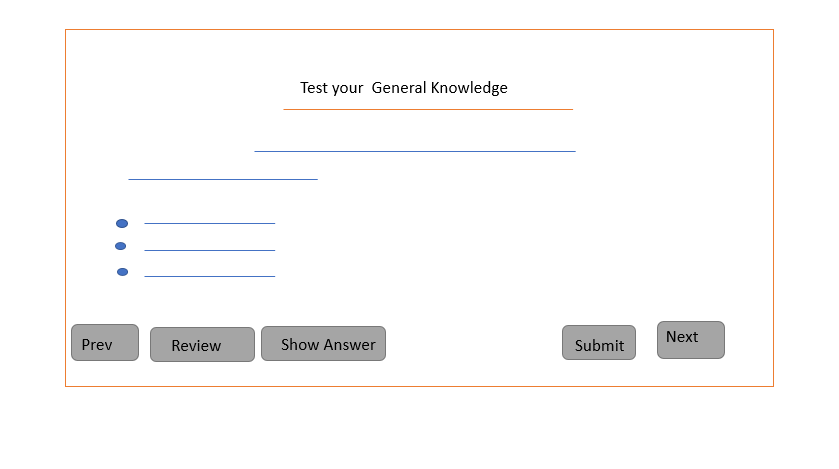 Test your  General Knowledge
Prev
Review
Show Answer
Submit
Next